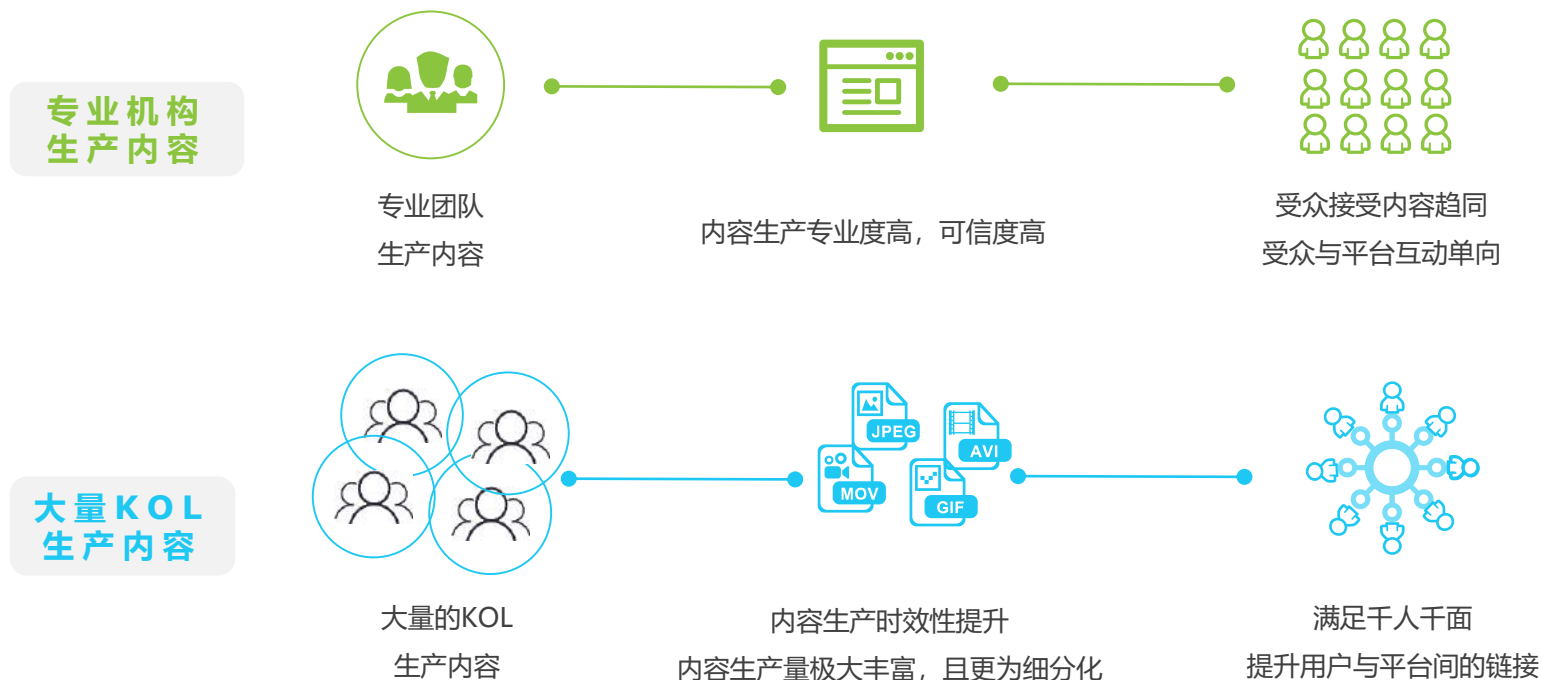 专业机构
生产内容
专业团队
生产内容
内容生产专业度高，可信度高
受众接受内容趋同
受众与平台互动单向
大量KOL
生产内容
JPEG
AVI
MOV
GIF
大量的KOL
生产内容
内容生产时效性提升
内容生产量极大丰富，且更为细分化
满足千人千面
提升用户与平台间的链接